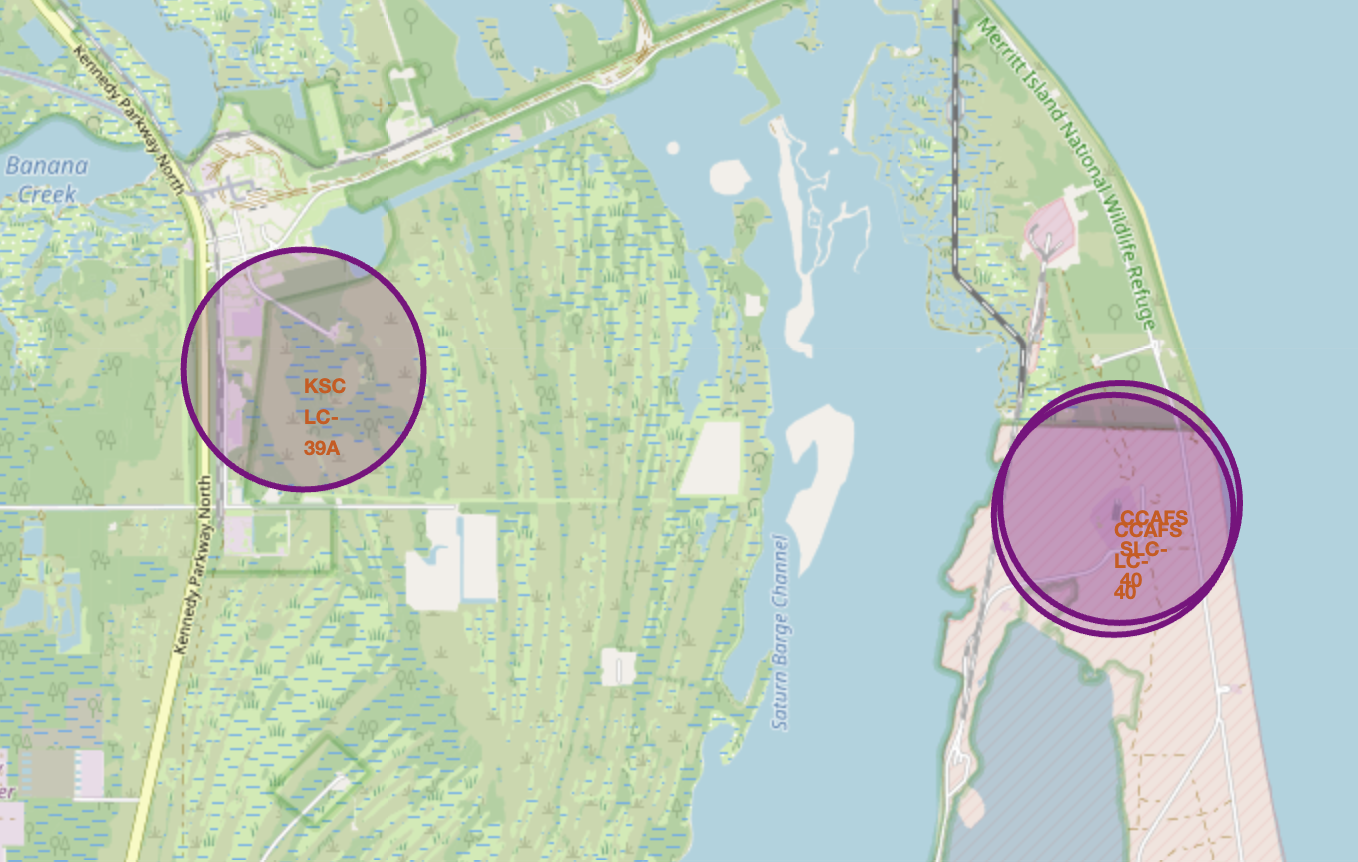 Kennedy Parkway North
Merritt Island National Wildlife Refuge
Banana
Creek
KSC
LC-
39A
CCAFS
CCAFS
SLC-
LC-
40
40
Kennedy Parkway North
Saturn Barge Channel
er